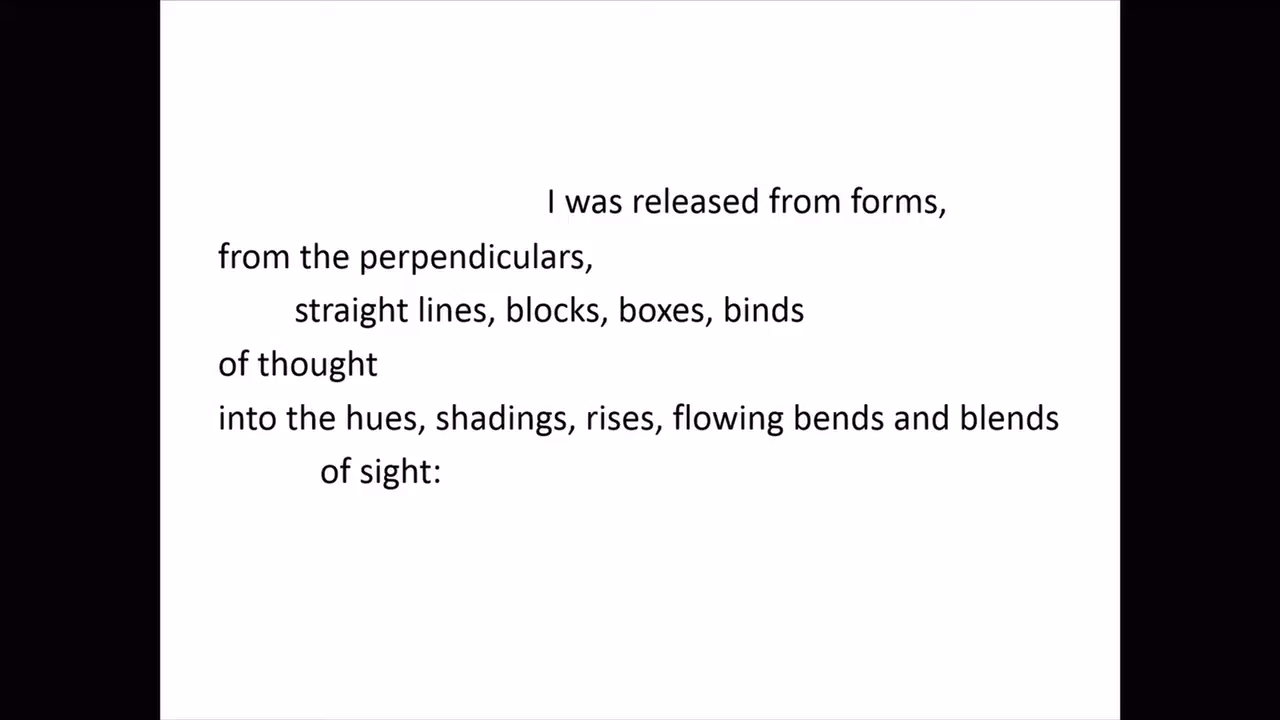 I was released from forms,
from the perpendiculars,
straight lines, blocks, boxes, binds
of thought
into the hues, shadings, rises, flowing bends and blends
of sight: